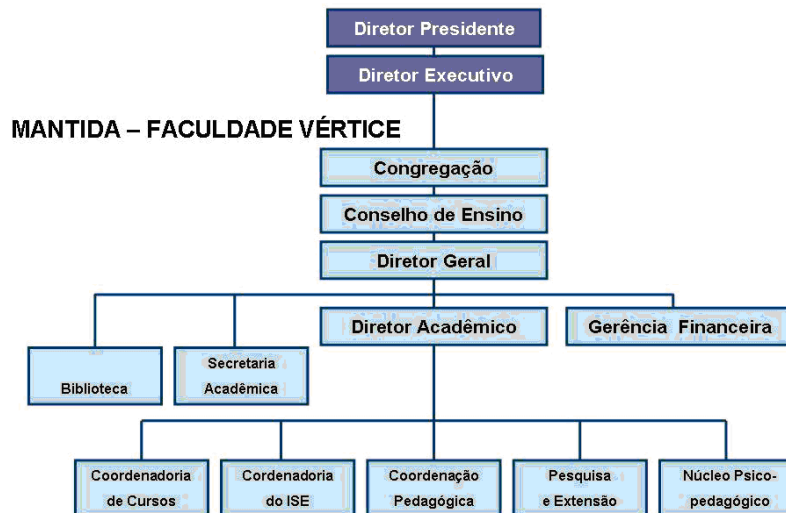 Diretor Presidente
Diretor Executivo
MANTIDA – FACULDADE VÉRTICE
Congregação
Conselho de Ensino
Diretor Geral
Diretor Acadêmico
Gerência Financeira
Biblioteca
Secretaria
Acadêmica
Coordenadoria
de Cursos
Cordenadoria
do ISE
Coordenação
Pedagógica
Pesquisa
e Extensão
Núcleo Psico-
pedagógico